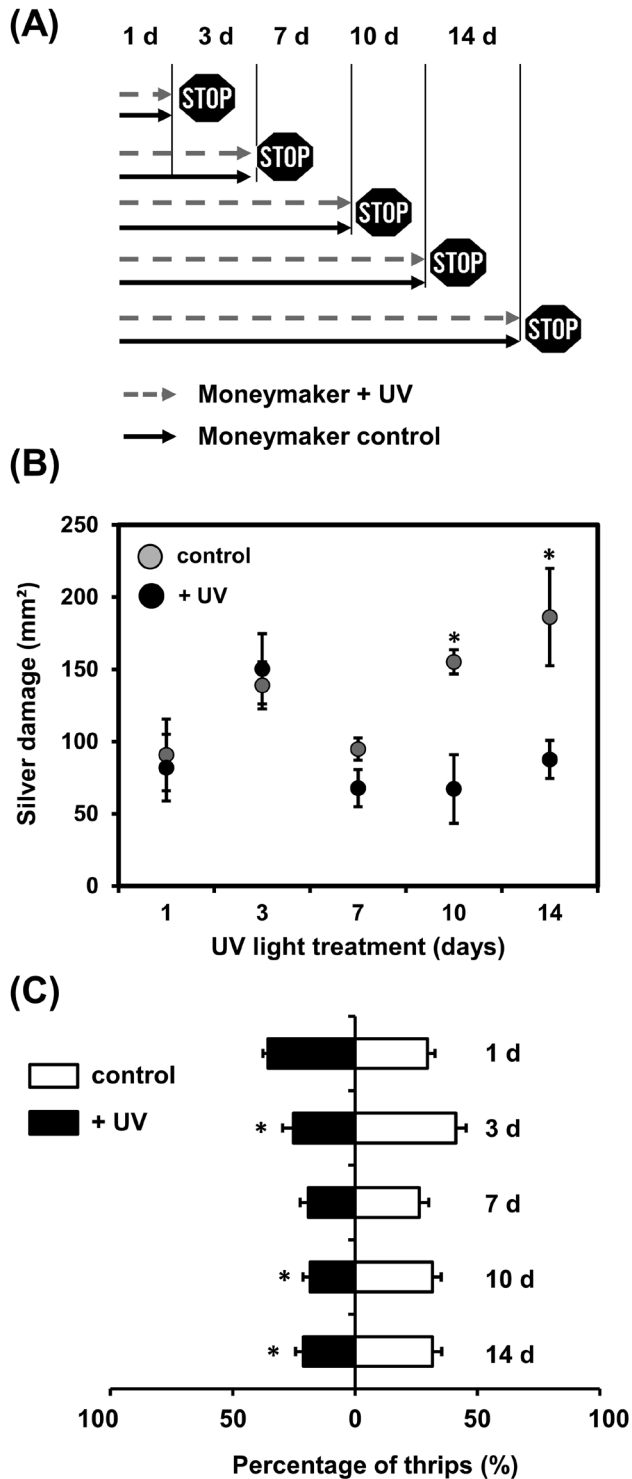 (A)
1 d 3 d 7 d 10 d 14 d
STOP
STOP
STOP
STOP
STOP
Moneymaker + UV
Moneymaker control
(B)
250
200
150
100
50
0
Silver damage (mm²)
control
+ UV
*
*
1 3 7 10 14
UV light treatment (days)
(C)
control
+ UV
1 d
* 3 d
7 d
* 10 d
* 14 d
100 50 0 50 100
Percentage of thrips (%)